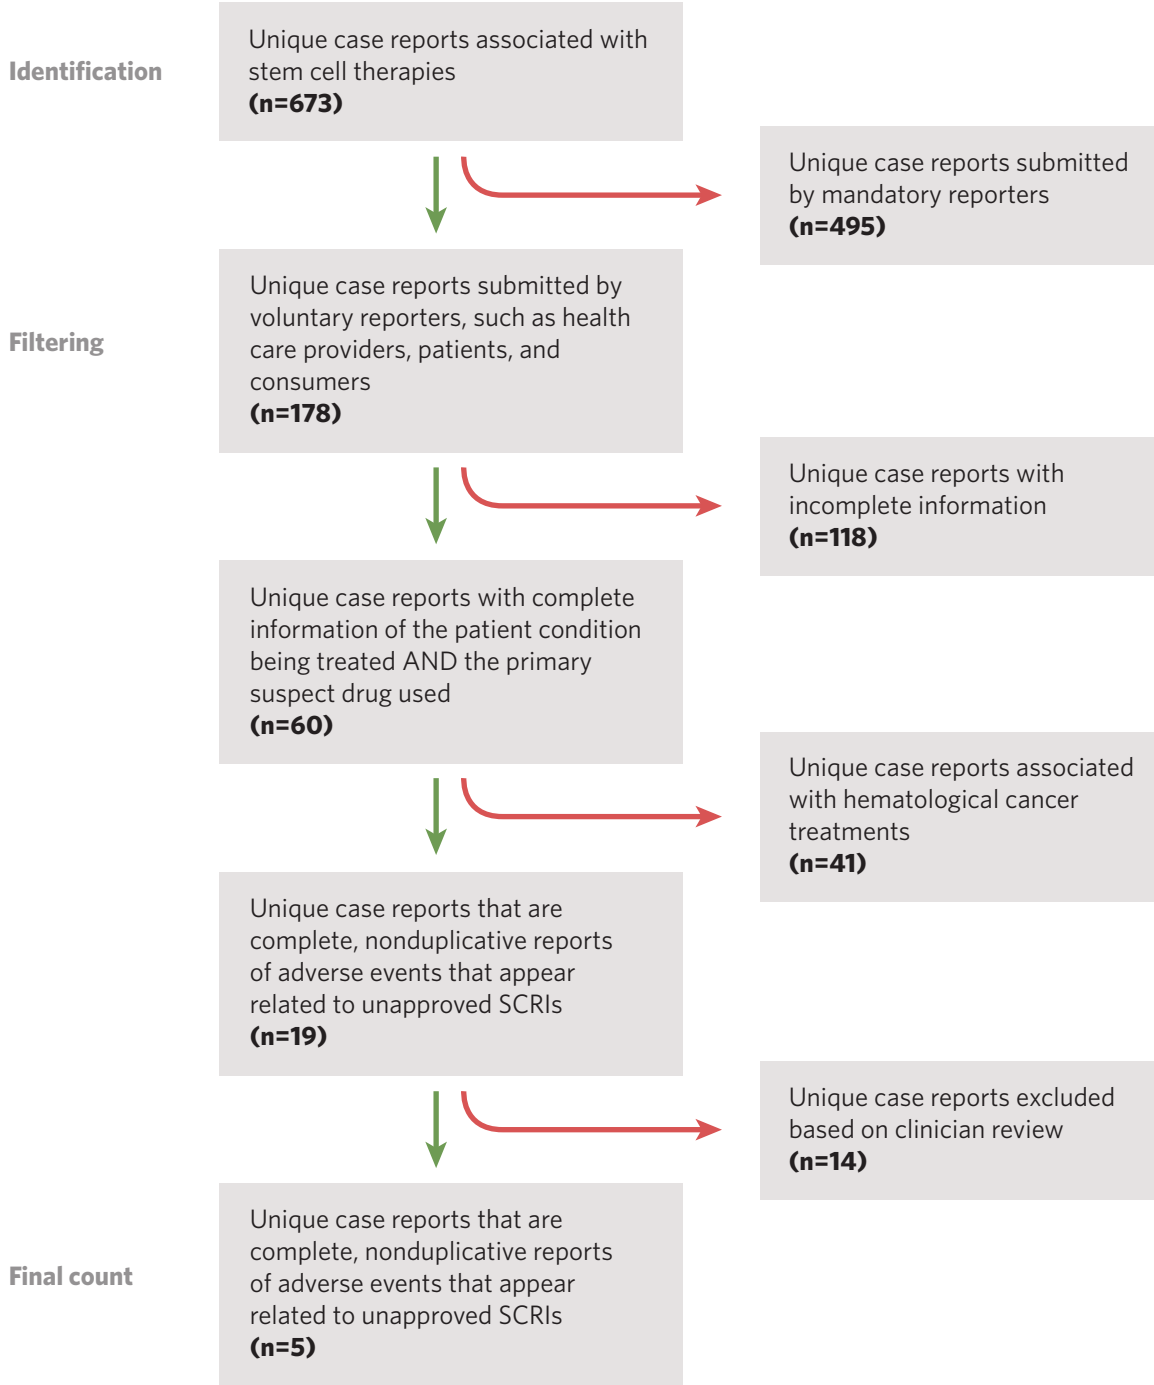 Identification
Unique case reports associated with
stem cell therapies
(n=673)
Unique case reports submitted
by mandatory reporters
(n=495)
Filtering
Unique case reports submitted by
voluntary reporters, such as health
care providers, patients, and
consumers
(n=178)
Unique case reports with
incomplete information
(n=118)
Unique case reports with complete
information of the patient condition
being treated AND the primary
suspect drug used
(n=60)
Unique case reports associated
with hematological cancer
treatments
(n=41)
Unique case reports that are
complete, nonduplicative reports
of adverse events that appear
related to unapproved SCRIs
(n=19)
Unique case reports excluded
based on clinician review
(n=14)
Final count
Unique case reports that are
complete, nonduplicative reports
of adverse events that appear
related to unapproved SCRIs
(n=5)